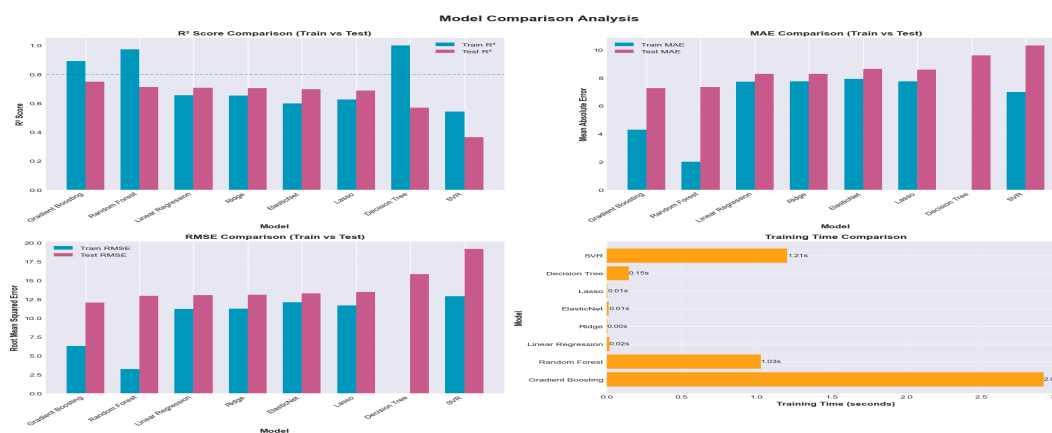 Model Comparison Analysis
R² Score Comparison (Train vs Test)
Train R²
Test R²
1.0
0.8
0.6
0.4
0.2
0.0
R² Score
Gradient Boosting
Random Forest
Linear Regression
Ridge
ElasticNet
Lasso
Decision Tree
SVR
Model
MAE Comparison (Train vs Test)
Train MAE
Test MAE
10
8
6
4
2
0
Mean Absolute Error
Gradient Boosting
Random Forest
Linear Regression
Ridge
ElasticNet
Lasso
Decision Tree
SVR
Model
RMSE Comparison (Train vs Test)
Train RMSE
Test RMSE
20.0
17.5
15.0
12.5
10.0
7.5
5.0
2.5
0.0
Root Mean Squared Error
Gradient Boosting
Random Forest
Linear Regression
Ridge
ElasticNet
Lasso
Decision Tree
SVR
Model
Training Time Comparison
Model
SVR 1.21s
Decision Tree 0.15s
Lasso 0.01s
ElasticNet 0.01s
Ridge 0.00s
Linear Regression 0.02s
Random Forest 1.03s
Gradient Boosting
0.0 0.5 1.0 1.5 2.0 2.5
Training Time (seconds)